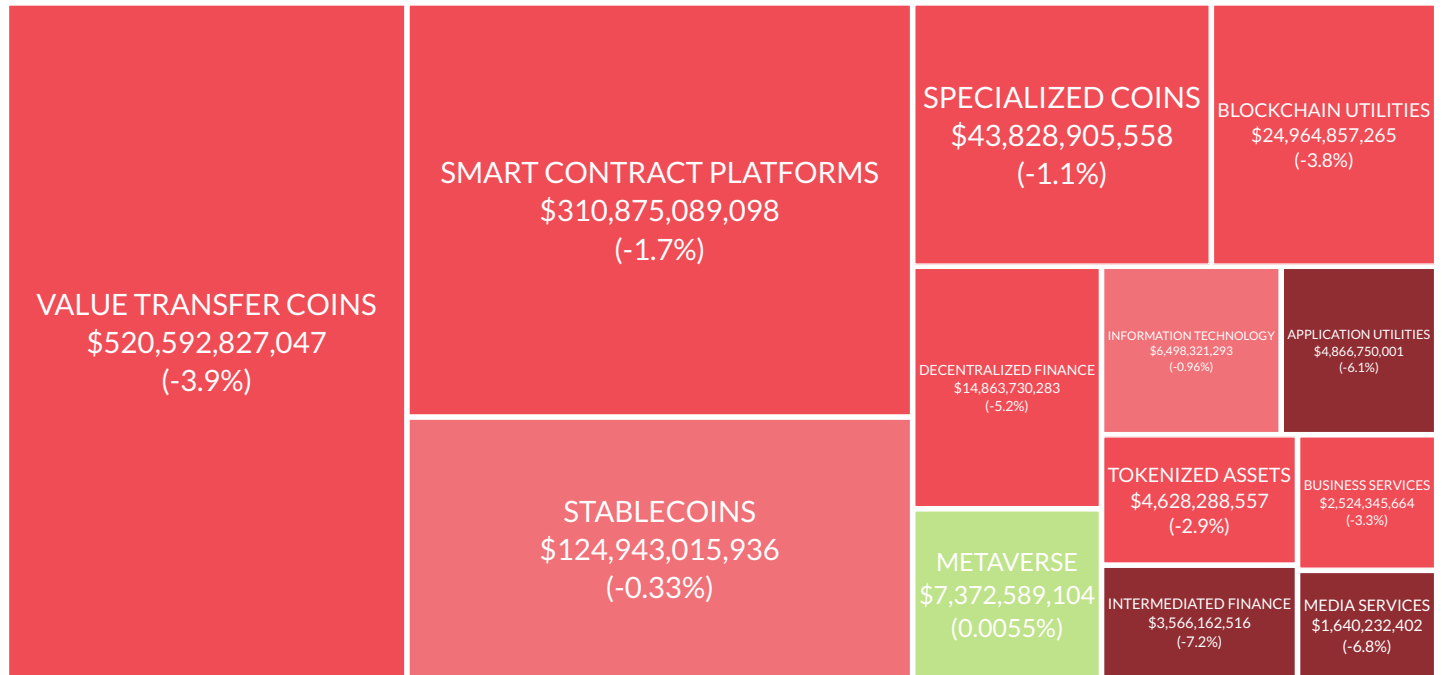 VALUE TRANSFER COINS
$520,592,827,047
(-3.9%)
SMART CONTRACT PLATFORMS
$310,875,089,098
(-1.7%)
STABLECOINS
$124,943,015,936
(-0.33%)
SPECIALIZED COINS
$43,828,905,558
(-1.1%)
BLOCKCHAIN UTILITIES
$24,964,857,265
(-3.8%)
DECENTRALIZED FINANCE
$14,863,730,283
(-5.2%)
METAVERSE
$7,372,589,104
(0.0055%)
INFORMATION TECHNOLOGY
$6,498,321,293
(-0.96%)
APPLICATION UTILITIES
$4,866,750,001
(-6.1%)
TOKENIZED ASSETS
$4,628,288,557
(-2.9%)
BUSINESS SERVICES
$2,524,345,664
(-3.3%)
INTERMEDIATED FINANCE
$3,566,162,516
(-7.2%)
MEDIA SERVICES
$1,640,232,402
(-6.8%)